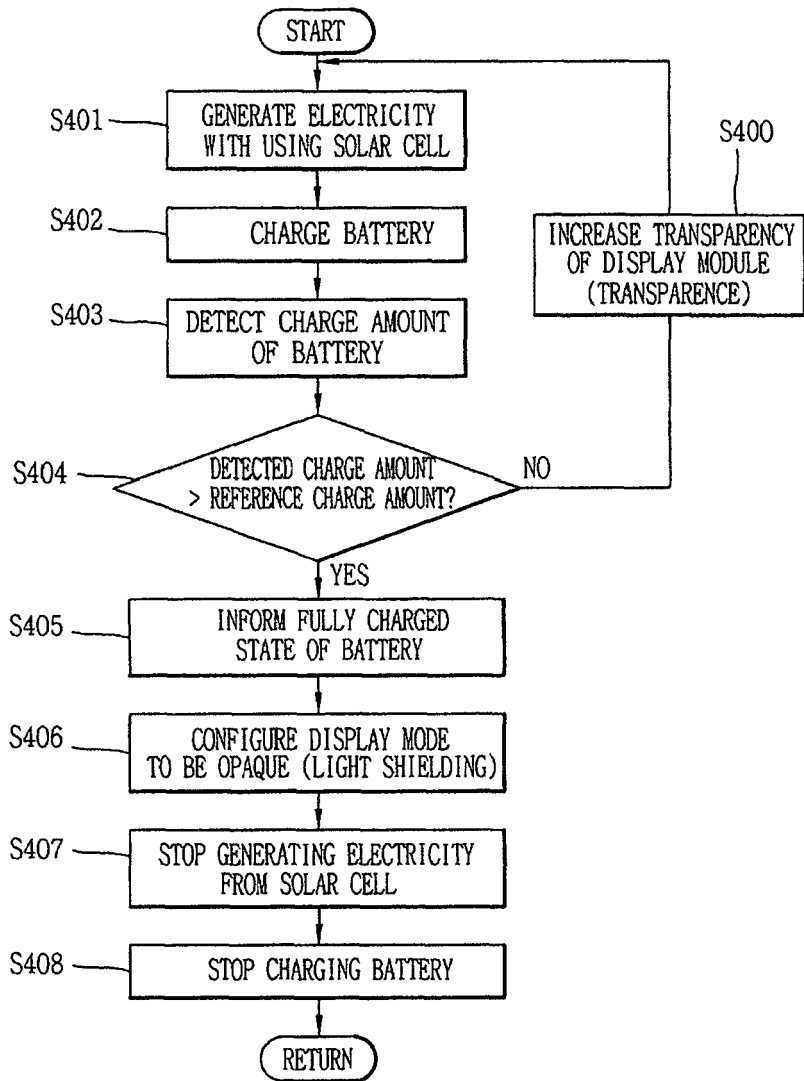 START
S401
GENERATE ELECTRICITY
WITH USING SOLAR CELL
S400
INCREASE TRANSPARENCY
OF DISPLAY MODULE
(TRANSPARENCE)
S402
CHARGE BATTERY
S403
DETECT CHARGE AMOUNT
OF BATTERY
S404
DETECTED CHARGE AMOUNT
> REFERENCE CHARGE AMOUNT?
NO
YES
S405
INFORM FULLY CHARGED
STATE OF BATTERY
S406
CONFIGURE DISPLAY MODE
TO BE OPAQUE (LIGHT SHIELDING)
S407
STOP GENERATING ELECTRICITY
FROM SOLAR CELL
S408
STOP CHARGING BATTERY
RETURN